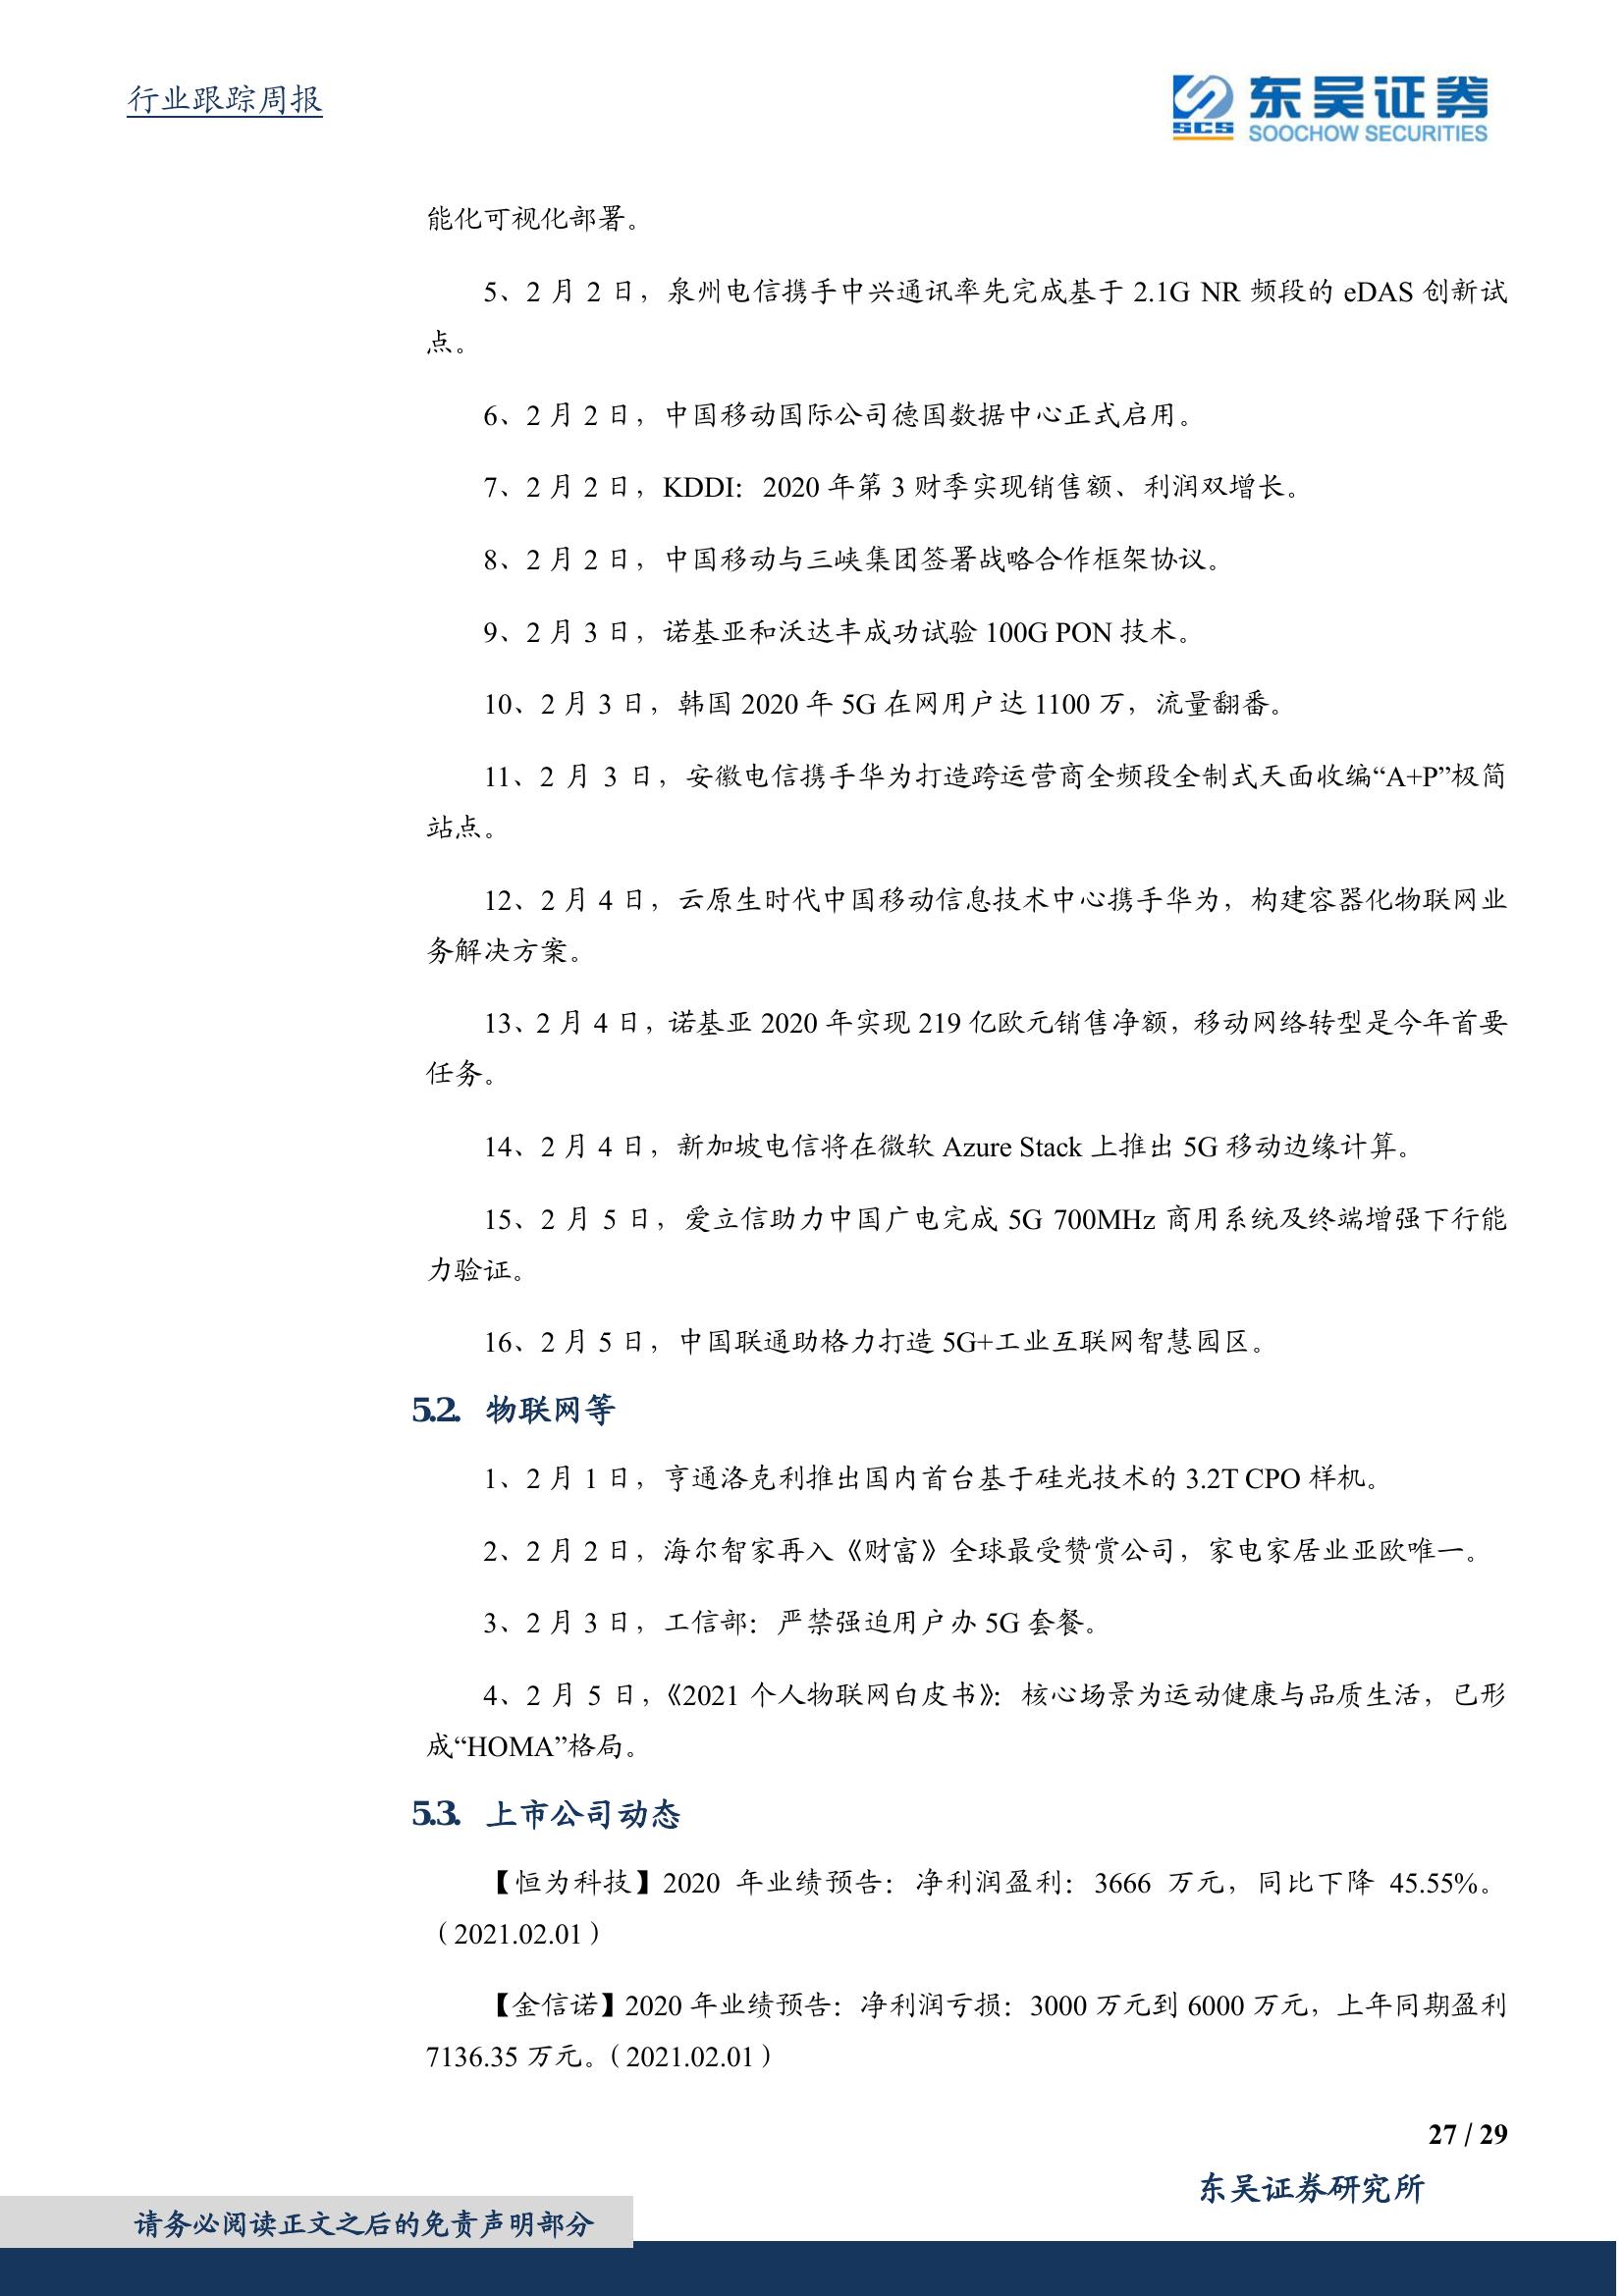 行业跟踪周报
东吴证券
SCS
SOOCHOW SECURITIES
能化可视化部署。
5、2 月 2 日，泉州电信携手中兴通讯率先完成基于 2.1G NR 频段的 eDAS 创新试
点。
6、2 月 2 日，中国移动国际公司德国数据中心正式启用。
7、2 月 2 日，KDDI：2020 年第 3 财季实现销售额、利润双增长。
8、2 月 2 日，中国移动与三峡集团签署战略合作框架协议。
9、2 月 3 日，诺基亚和沃达丰成功试验 100G PON 技术。
10、2 月 3 日，韩国 2020 年 5G 在网用户达 1100 万，流量翻番。
11、2 月 3 日，安徽电信携手华为打造跨运营商全频段全制式天面收编“A+P”极简
站点。
12、2 月 4 日，云原生时代中国移动信息技术中心携手华为，构建容器化物联网业
务解决方案。
13、2 月 4 日，诺基亚 2020 年实现 219 亿欧元销售净额，移动网络转型是今年首要
任务。
14、2 月 4 日，新加坡电信将在微软 Azure Stack 上推出 5G 移动边缘计算。
15、2 月 5 日，爱立信助力中国广电完成 5G 700MHz 商用系统及终端增强下行能
力验证。
16、2 月 5 日，中国联通助格力打造 5G+工业互联网智慧园区。
5.2. 物联网等
1、2 月 1 日，亨通洛克利推出国内首台基于硅光技术的 3.2T CPO 样机。
2、2 月 2 日，海尔智家再入《财富》全球最受赞赏公司，家电家居业亚欧唯一。
3、2 月 3 日，工信部：严禁强迫用户办 5G 套餐。
4、2 月 5 日，《2021 个人物联网白皮书》：核心场景为运动健康与品质生活，已形
成“HOMA”格局。
5.3. 上市公司动态
【恒为科技】2020 年业绩预告：净利润盈利：3666 万元，同比下降 45.55%。
（2021.02.01）
【金信诺】2020 年业绩预告：净利润亏损：3000 万元到 6000 万元，上年同期盈利
7136.35 万元。（2021.02.01）
27 / 29
东吴证券研究所
请务必阅读正文之后的免责声明部分